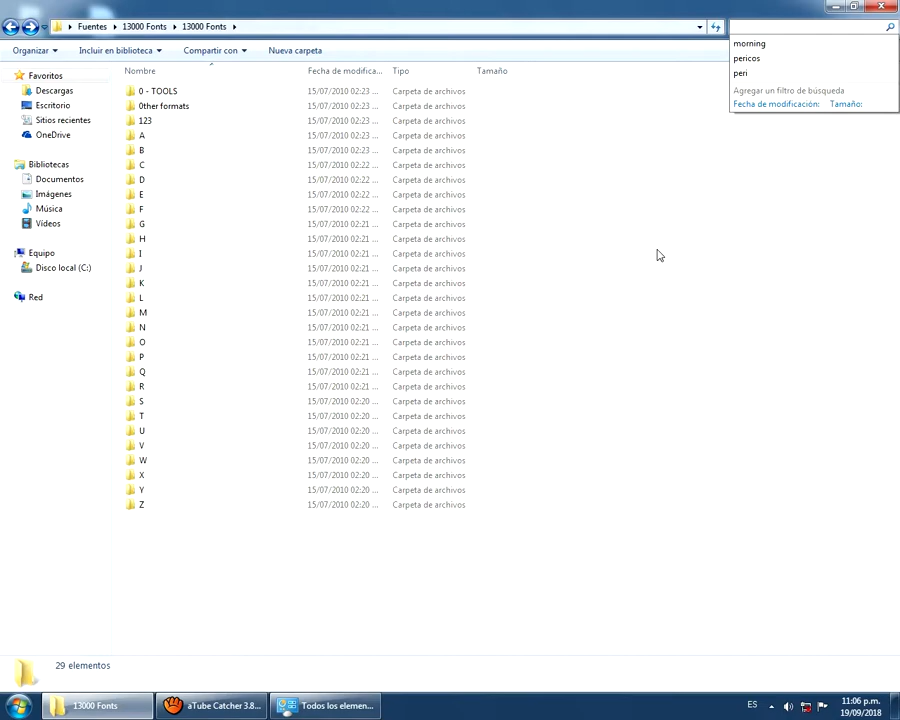 Fuentes 13000 Fonts 13000 Fonts
morning
pericos
peri
Agregar un filtro de búsqueda
Fecha de modificación: Tamaño:
Organizar Incluir en biblioteca Compartir con Nueva carpeta
Nombre Fecha de modifica... Tipo Tamaño
Favoritos
Descargas
Escritorio
Sitios recientes
OneDrive
Bibliotecas
Documentos
Imágenes
Música
Vídeos
Equipo
Disco local (C:)
Red
0 - TOOLS 15/07/2010 02:23 ... Carpeta de archivos
0ther formats 15/07/2010 02:23 ... Carpeta de archivos
123 15/07/2010 02:23 ... Carpeta de archivos
A 15/07/2010 02:23 ... Carpeta de archivos
B 15/07/2010 02:23 ... Carpeta de archivos
C 15/07/2010 02:22 ... Carpeta de archivos
D 15/07/2010 02:22 ... Carpeta de archivos
E 15/07/2010 02:22 ... Carpeta de archivos
F 15/07/2010 02:22 ... Carpeta de archivos
G 15/07/2010 02:21 ... Carpeta de archivos
H 15/07/2010 02:21 ... Carpeta de archivos
I 15/07/2010 02:21 ... Carpeta de archivos
J 15/07/2010 02:21 ... Carpeta de archivos
K 15/07/2010 02:21 ... Carpeta de archivos
L 15/07/2010 02:21 ... Carpeta de archivos
M 15/07/2010 02:21 ... Carpeta de archivos
N 15/07/2010 02:21 ... Carpeta de archivos
O 15/07/2010 02:21 ... Carpeta de archivos
P 15/07/2010 02:21 ... Carpeta de archivos
Q 15/07/2010 02:21 ... Carpeta de archivos
R 15/07/2010 02:21 ... Carpeta de archivos
S 15/07/2010 02:20 ... Carpeta de archivos
T 15/07/2010 02:20 ... Carpeta de archivos
U 15/07/2010 02:20 ... Carpeta de archivos
V 15/07/2010 02:20 ... Carpeta de archivos
W 15/07/2010 02:20 ... Carpeta de archivos
X 15/07/2010 02:20 ... Carpeta de archivos
Y 15/07/2010 02:20 ... Carpeta de archivos
Z 15/07/2010 02:20 ... Carpeta de archivos
29 elementos
13000 Fonts aTube Catcher 3.8... Todos los elemen... ES 11:06 p.m.
19/09/2018